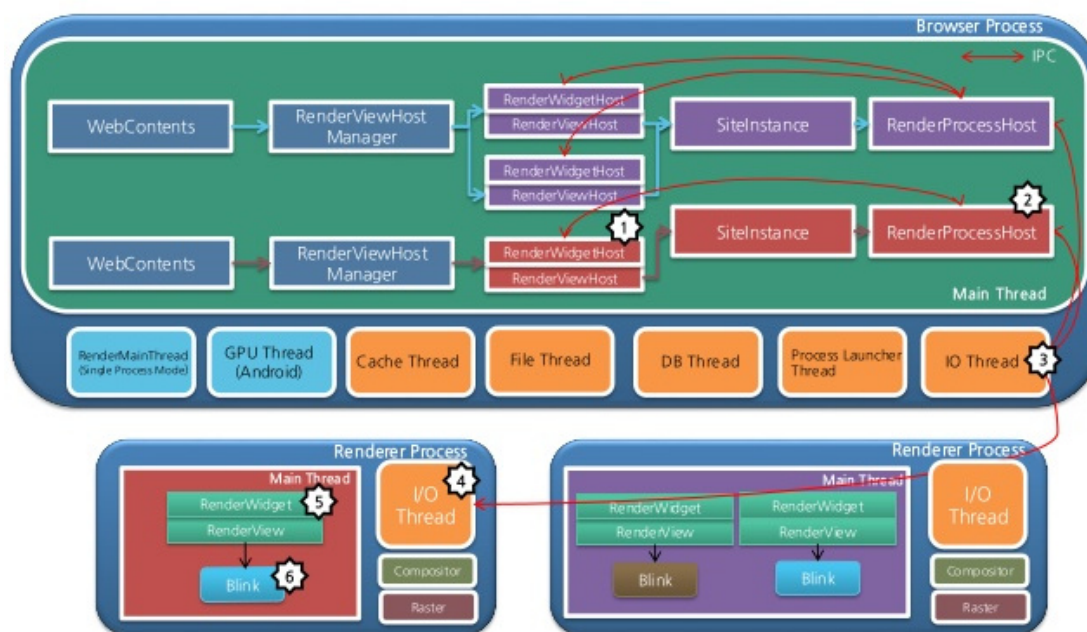 Browser Process
IPC
WebContents
RenderViewHost
Manager
RenderWidgetHost
RenderViewHost
RenderWidgetHost
RenderViewHost
SiteInstance
RenderProcessHost
WebContents
RenderViewHost
Manager
1
RenderWidgetHost
RenderViewHost
SiteInstance
2
RenderProcessHost
Main Thread
RenderMainThread
(Single Process Mode)
GPU Thread
(Android)
Cache Thread
File Thread
DB Thread
Process Launcher
Thread
IO Thread
3
Renderer Process
Main Thread
RenderWidget
5
RenderView
Blink
6
I/O
Thread
4
Compositor
Raster
Renderer Process
Main Thread
RenderWidget
RenderView
Blink
RenderWidget
RenderView
Blink
I/O
Thread
Compositor
Raster